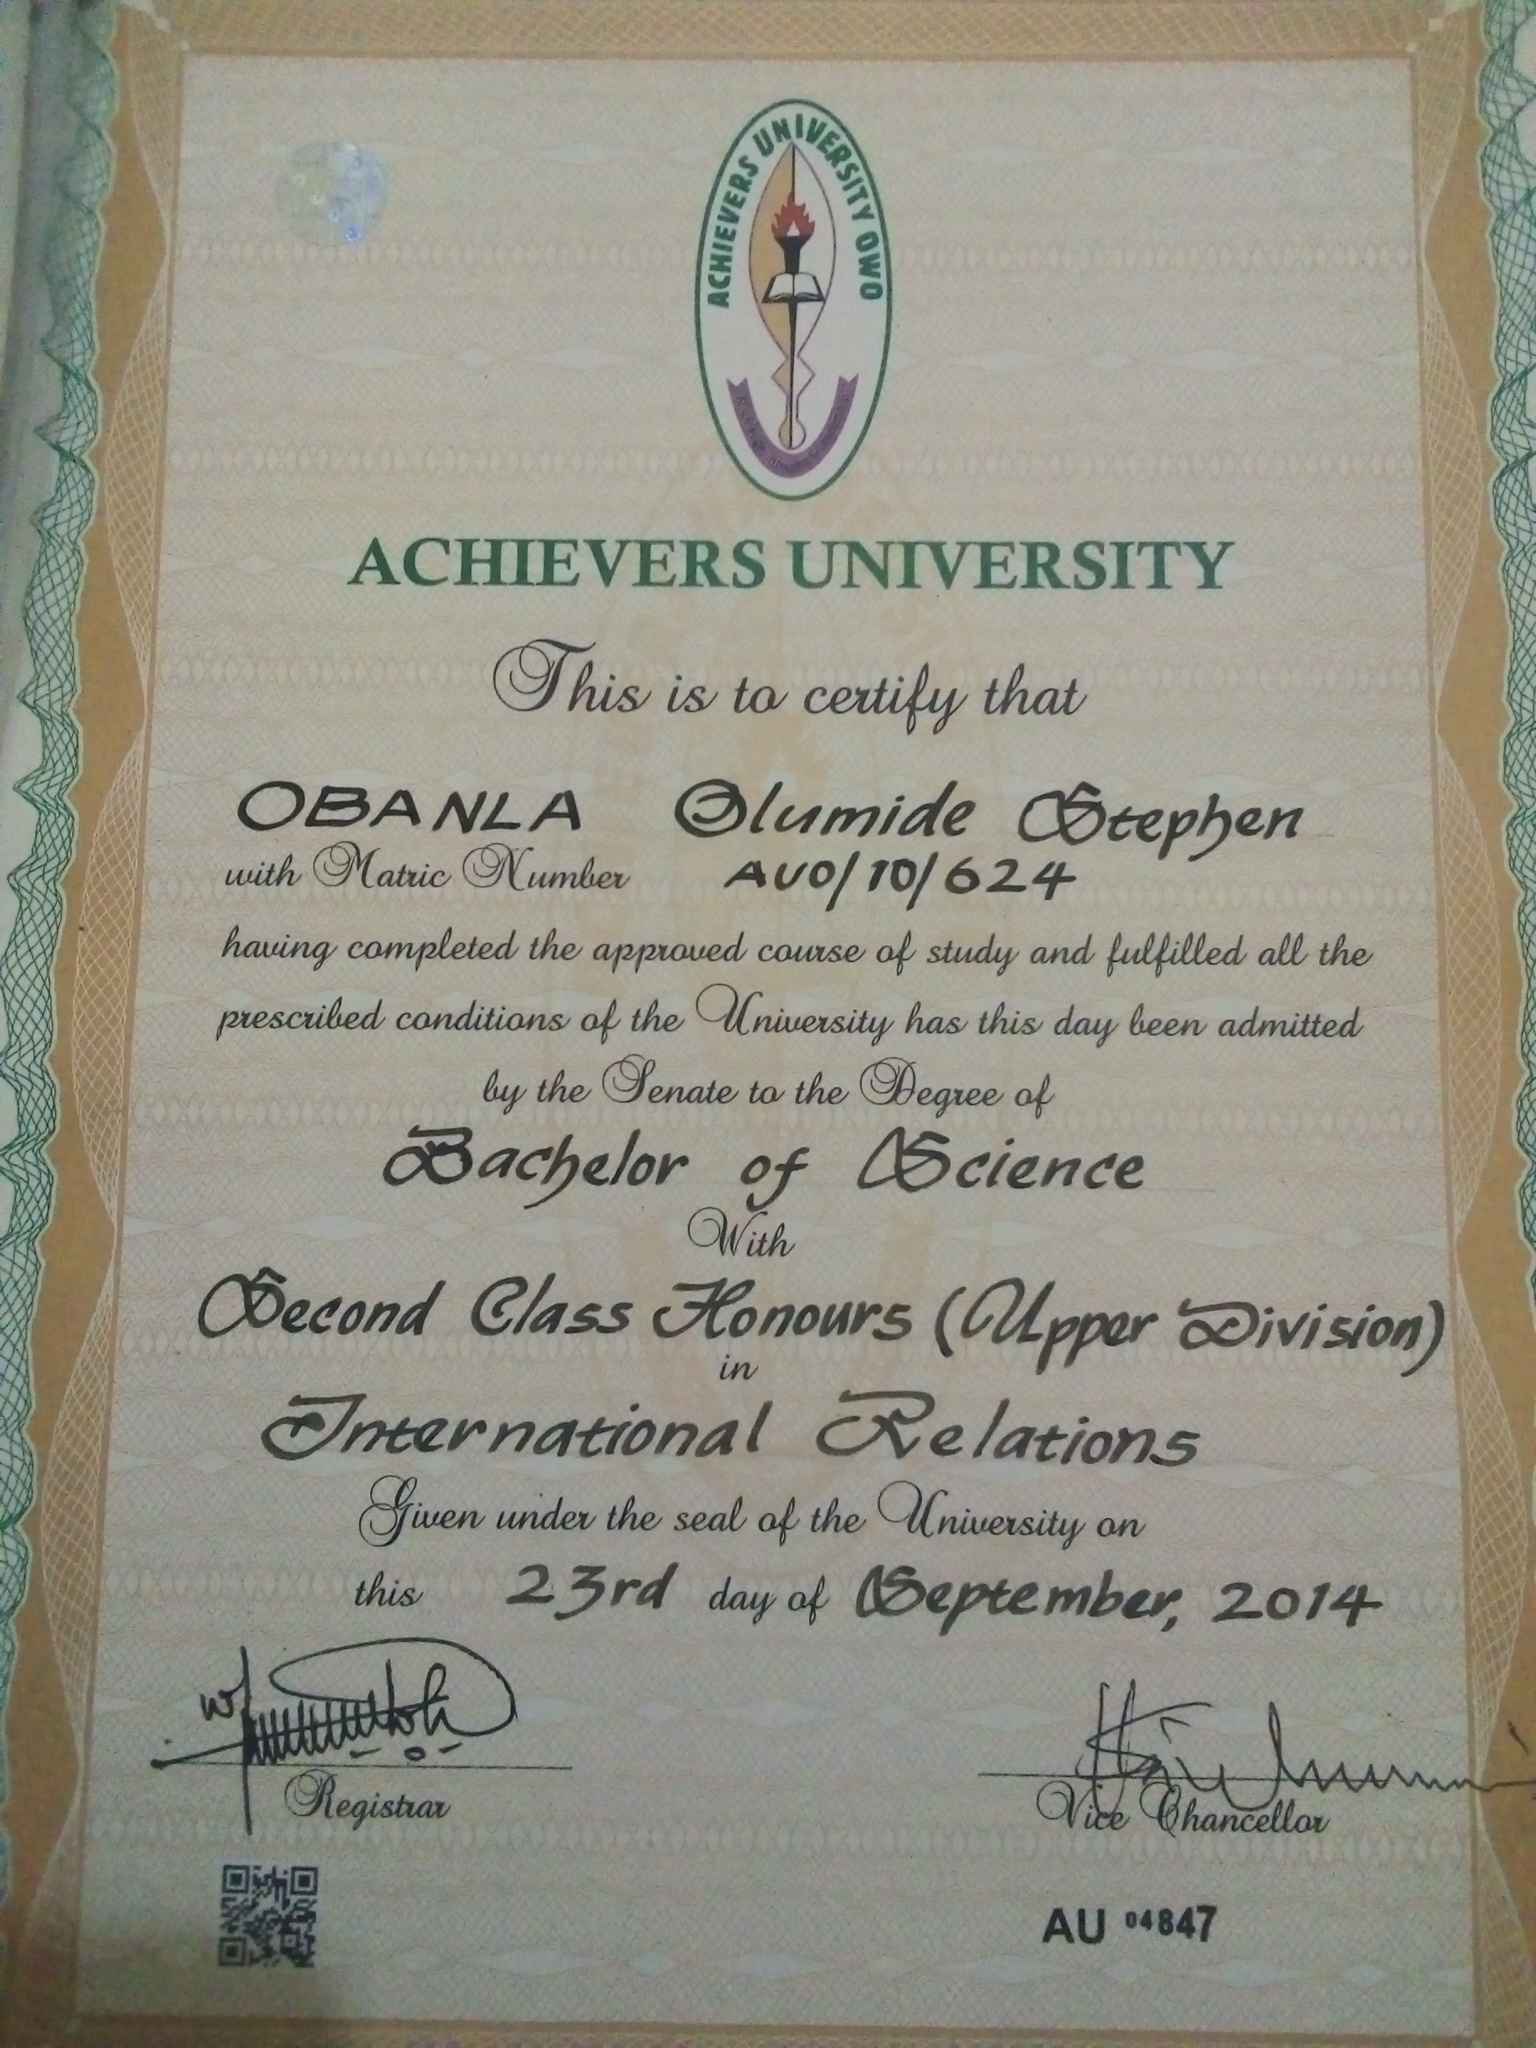 ACHIEVERS UNIVERSITY OWO
ACHIEVERS UNIVERSITY
This is to certify that
OBANLA Olumide Stephen
with Matric Number AUO/10/624
having completed the approved course of study and fulfilled all the
prescribed conditions of the University has this day been admitted
by the Senate to the Degree of
Bachelor of Science
With
Second Class Honours (Upper Division)
in
International Relations
Given under the seal of the University on
this 23rd day of September, 2014
Registrar Vice Chancellor
AU 04847